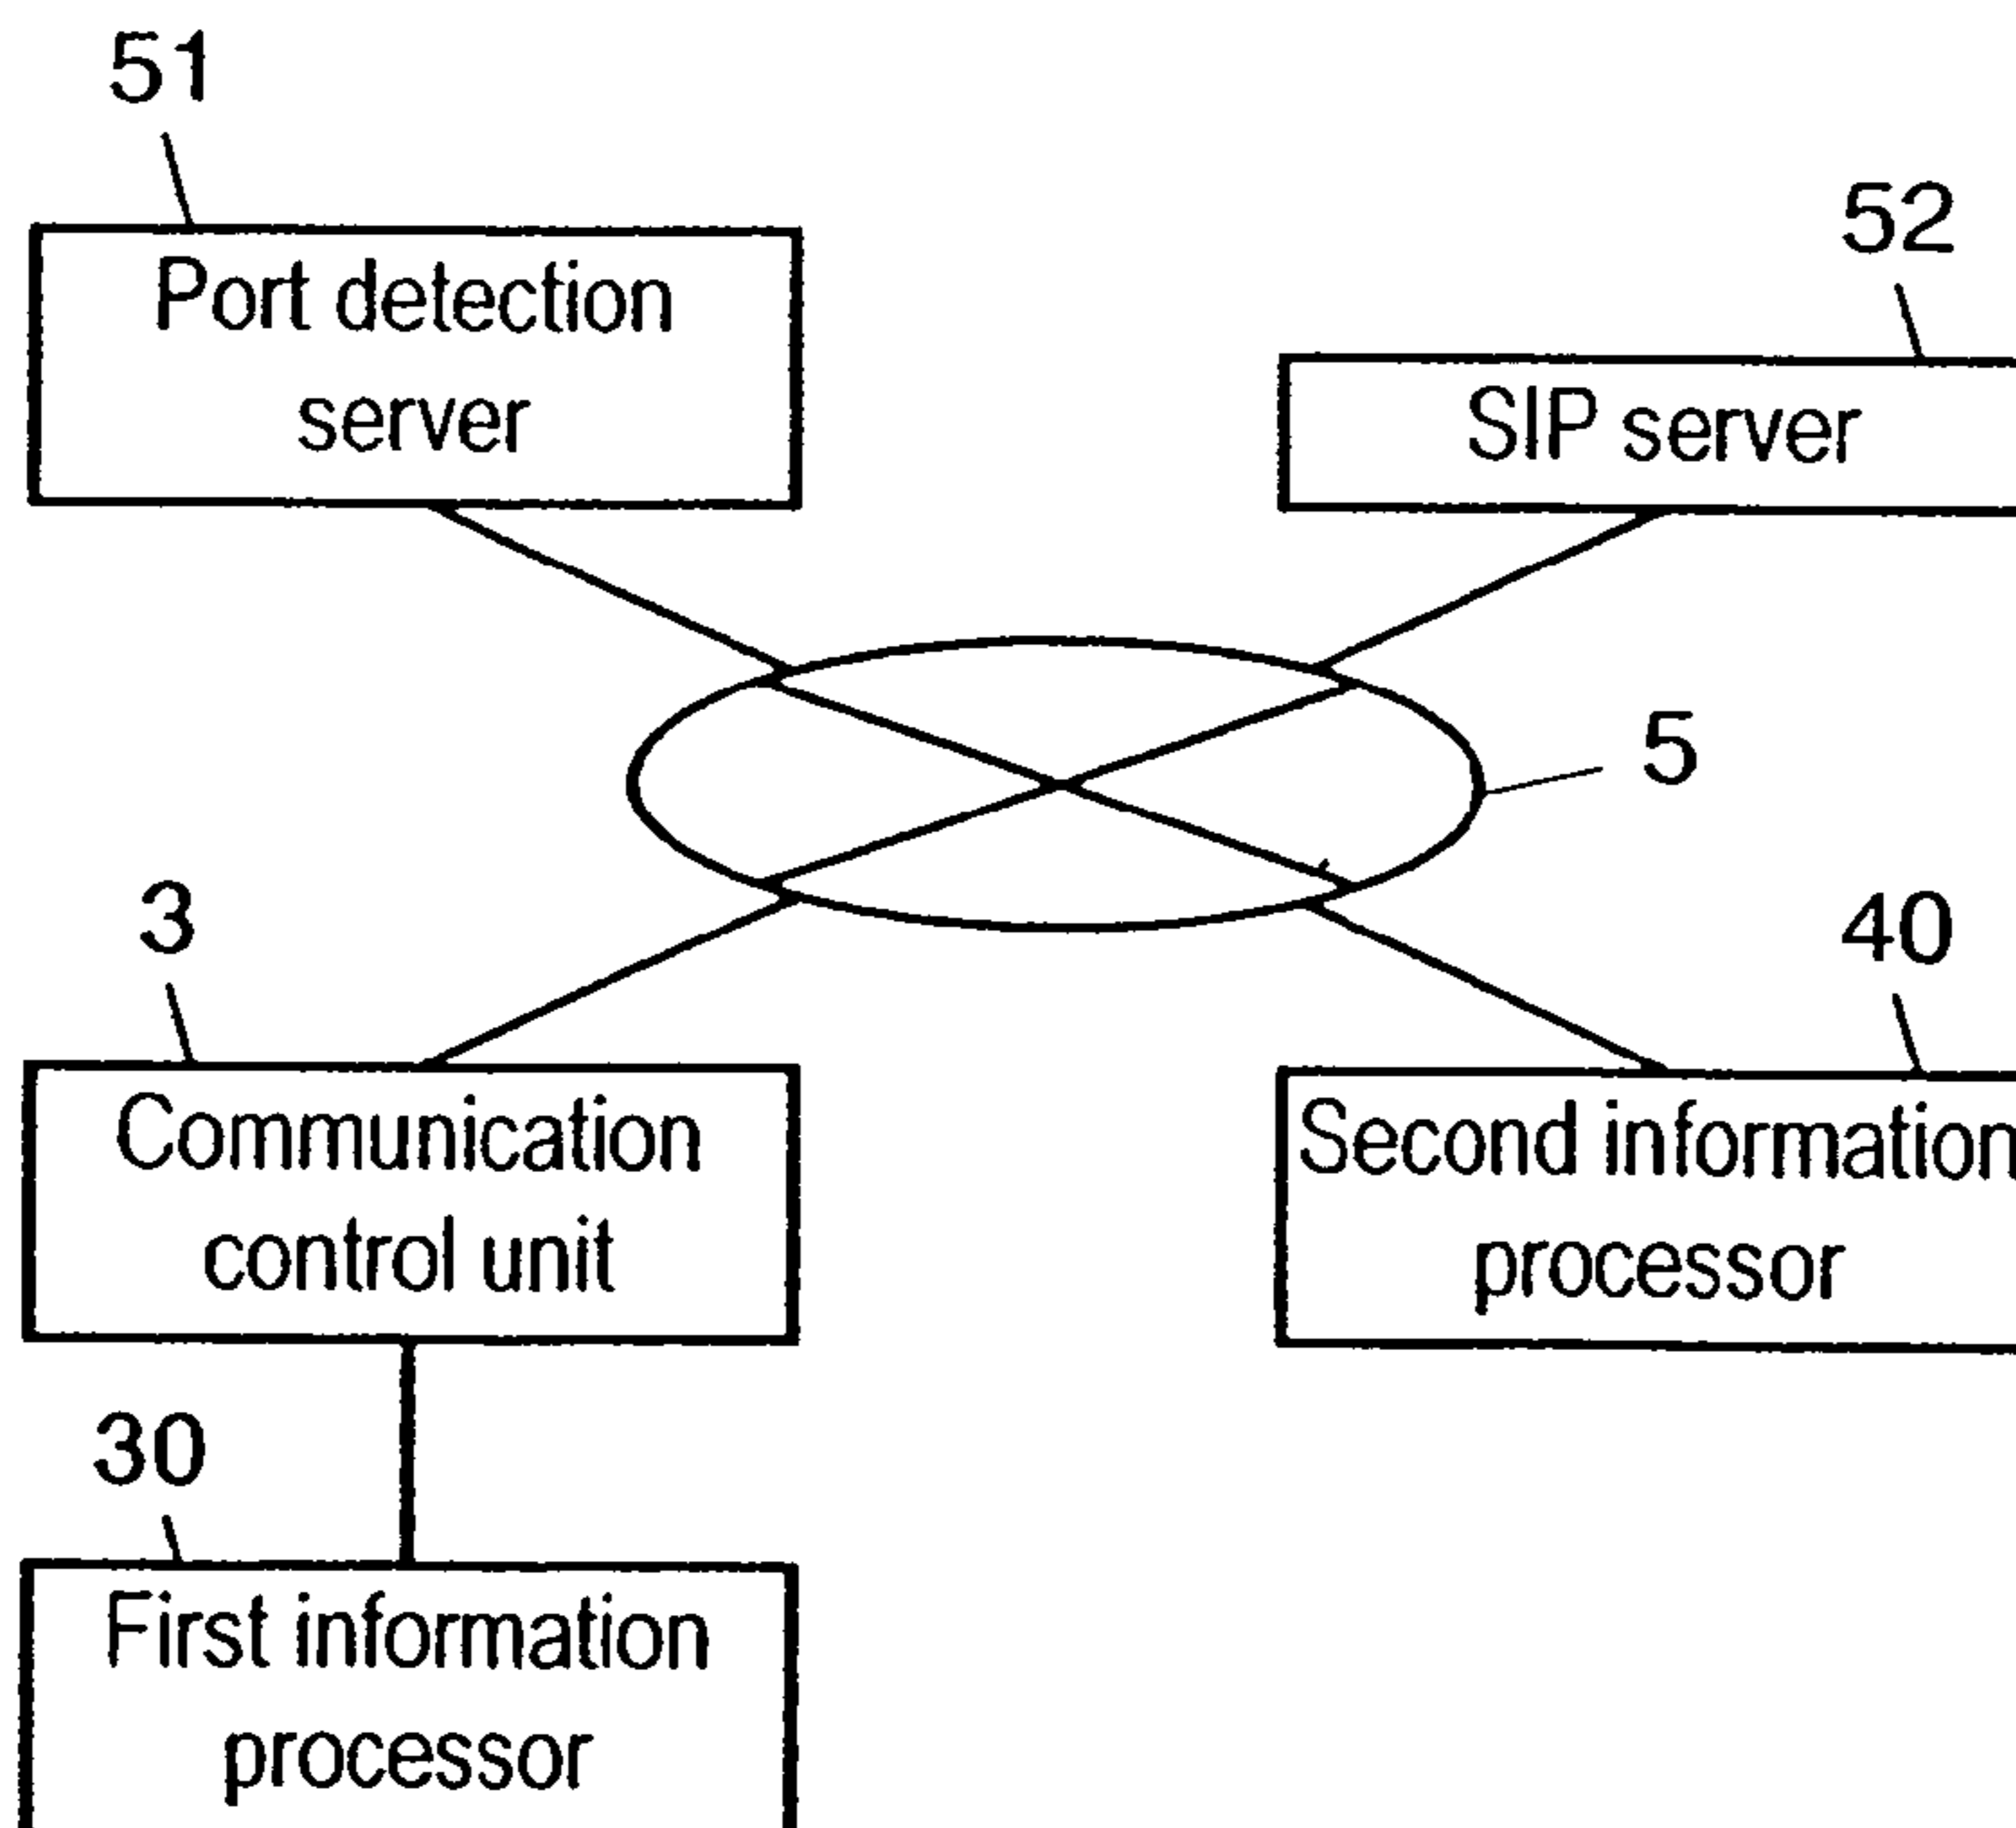 51
Port detection
server
52
SIP server
5
3
Communication
control unit
40
Second information
processor
30
First information
processor